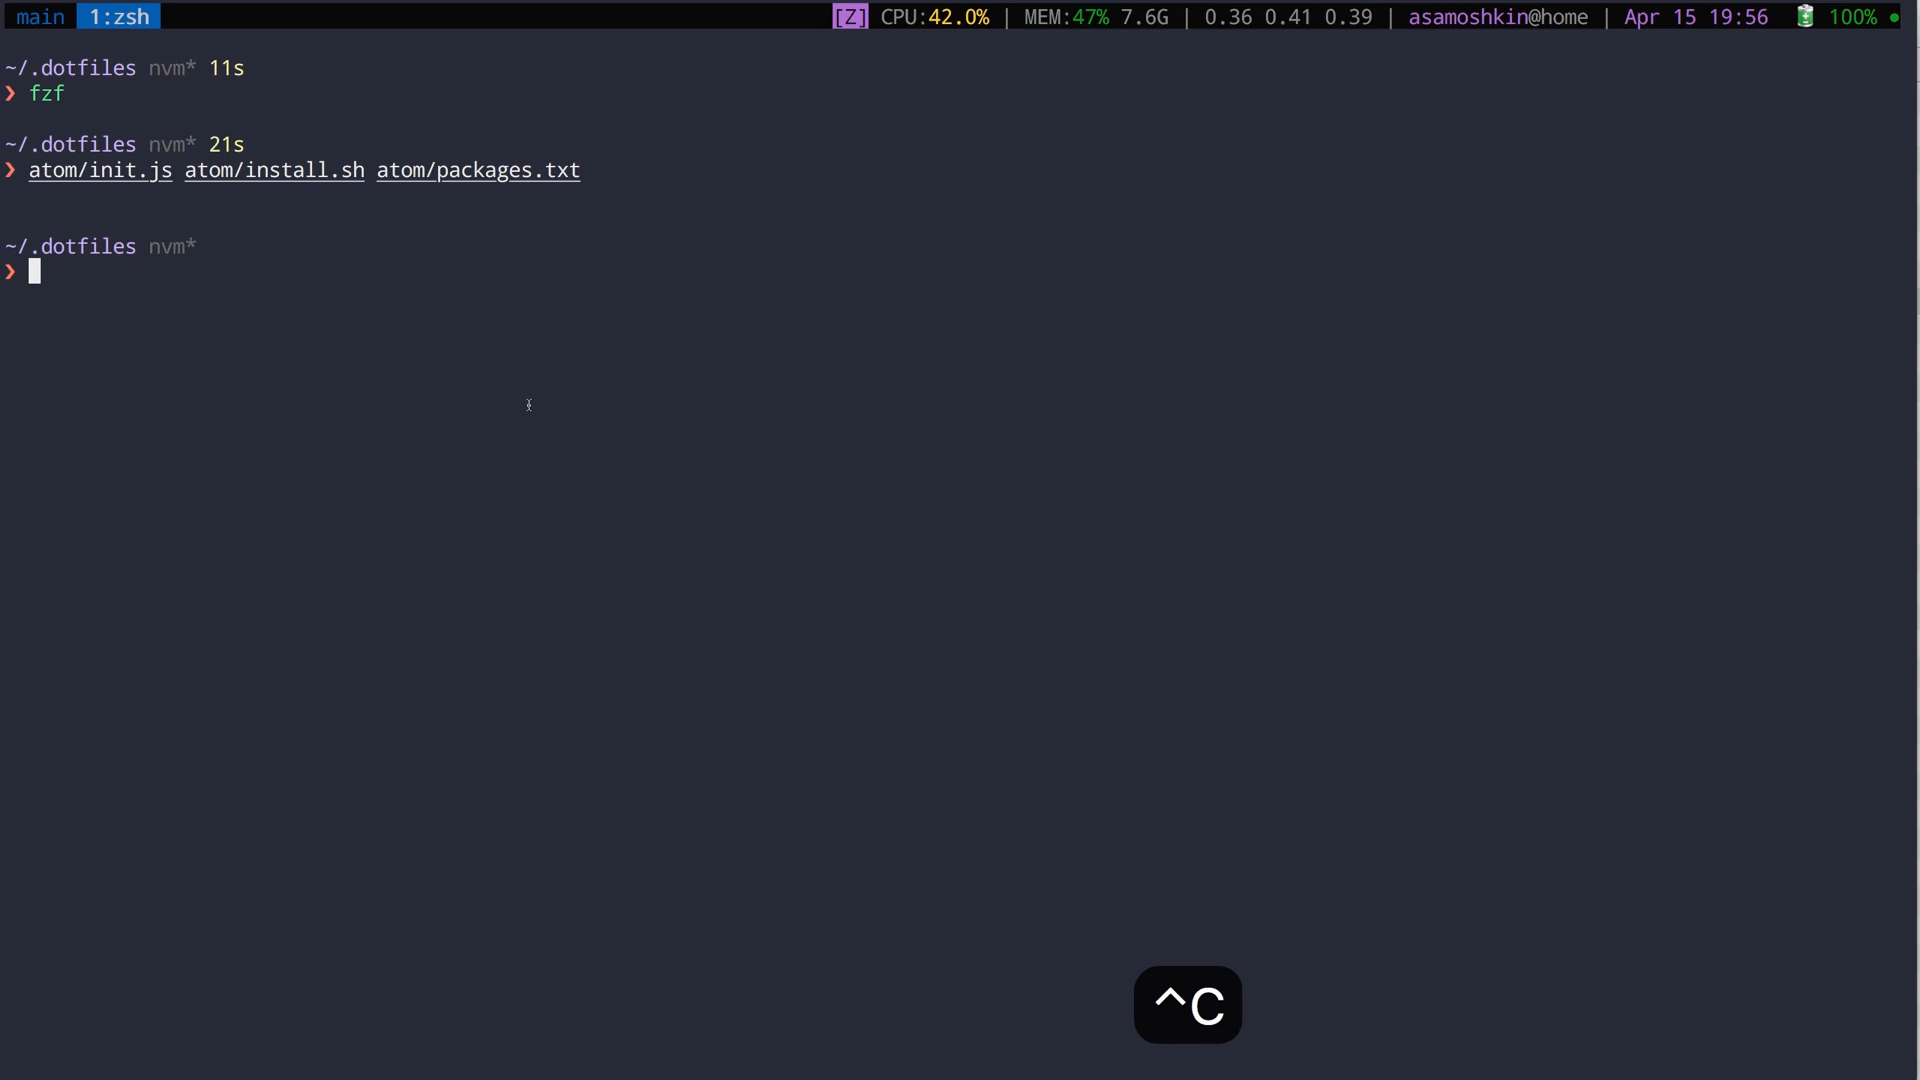 main 1:zsh [Z] CPU:42.0% | MEM:47% 7.6G | 0.36 0.41 0.39 | asamoshkin@home | Apr 15 19:56 100% ●
~/.dotfiles nvm* 11s
❯ fzf
~/.dotfiles nvm* 21s
❯ atom/init.js atom/install.sh atom/packages.txt
~/.dotfiles nvm*
❯
^C